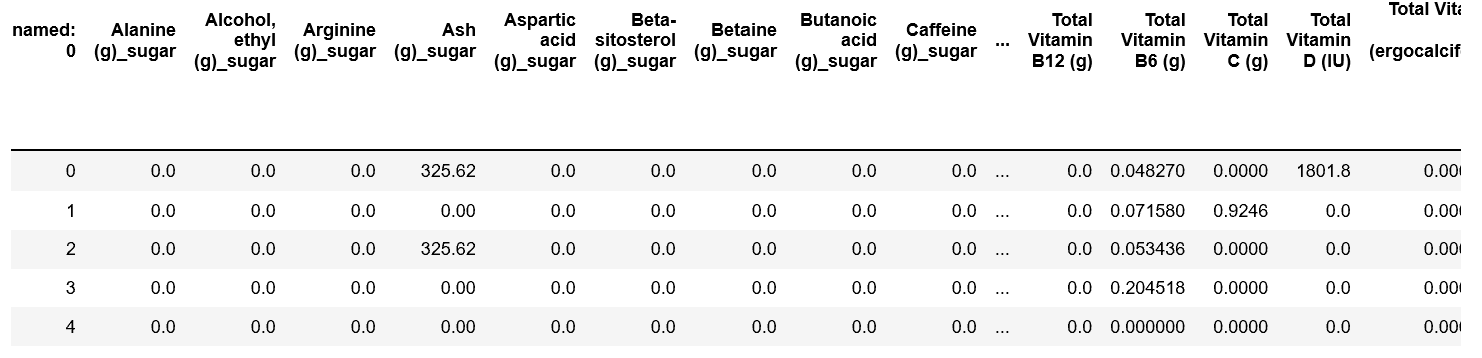 named:
0
Alanine
(g)_sugar
Alcohol,
ethyl
(g)_sugar
Arginine
(g)_sugar
Ash
(g)_sugar
Aspartic
acid
(g)_sugar
Beta-
sitosterol
(g)_sugar
Betaine
(g)_sugar
Butanoic
acid
(g)_sugar
Caffeine
(g)_sugar
...
Total
Vitamin
B12 (g)
Total
Vitamin
B6 (g)
Total
Vitamin
C (g)
Total
Vitamin
D (IU)
Total Vita
(ergocalcife
0 0.0 0.0 0.0 325.62 0.0 0.0 0.0 0.0 0.0 ... 0.0 0.048270 0.0000 1801.8 0.00
1 0.0 0.0 0.0 0.00 0.0 0.0 0.0 0.0 0.0 ... 0.0 0.071580 0.9246 0.0 0.00
2 0.0 0.0 0.0 325.62 0.0 0.0 0.0 0.0 0.0 ... 0.0 0.053436 0.0000 0.0 0.00
3 0.0 0.0 0.0 0.00 0.0 0.0 0.0 0.0 0.0 ... 0.0 0.204518 0.0000 0.0 0.00
4 0.0 0.0 0.0 0.00 0.0 0.0 0.0 0.0 0.0 ... 0.0 0.000000 0.0000 0.0 0.00